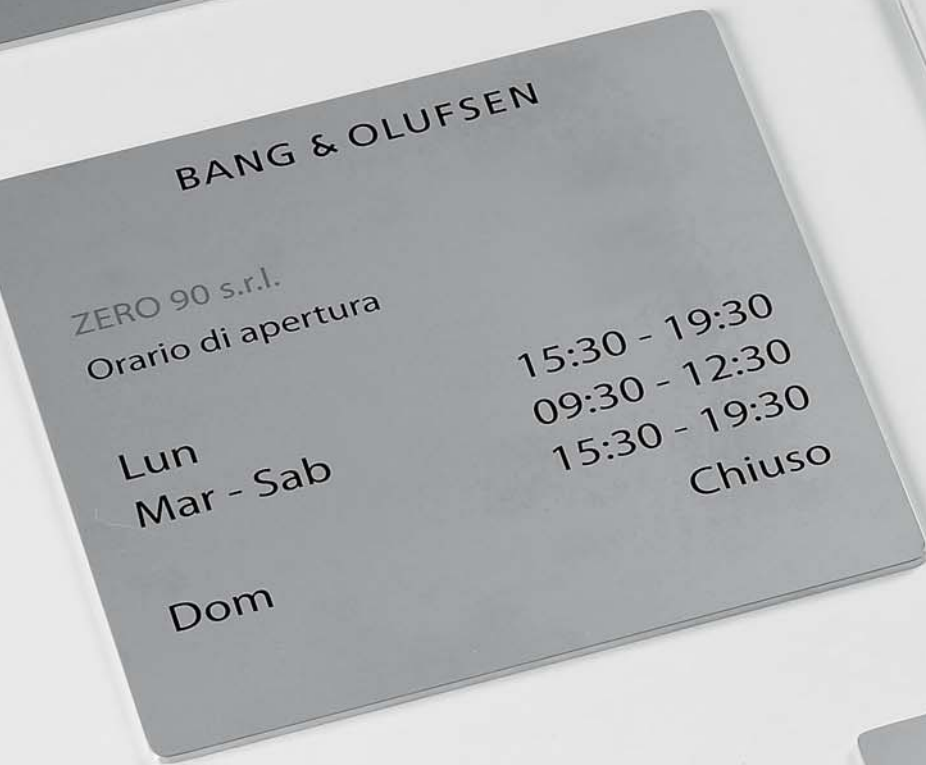 BANG & OLUFSEN
ZERO 90 s.r.l.
Orario di apertura
Lun 15:30 - 19:30
Mar - Sab 09:30 - 12:30
15:30 - 19:30
Dom Chiuso